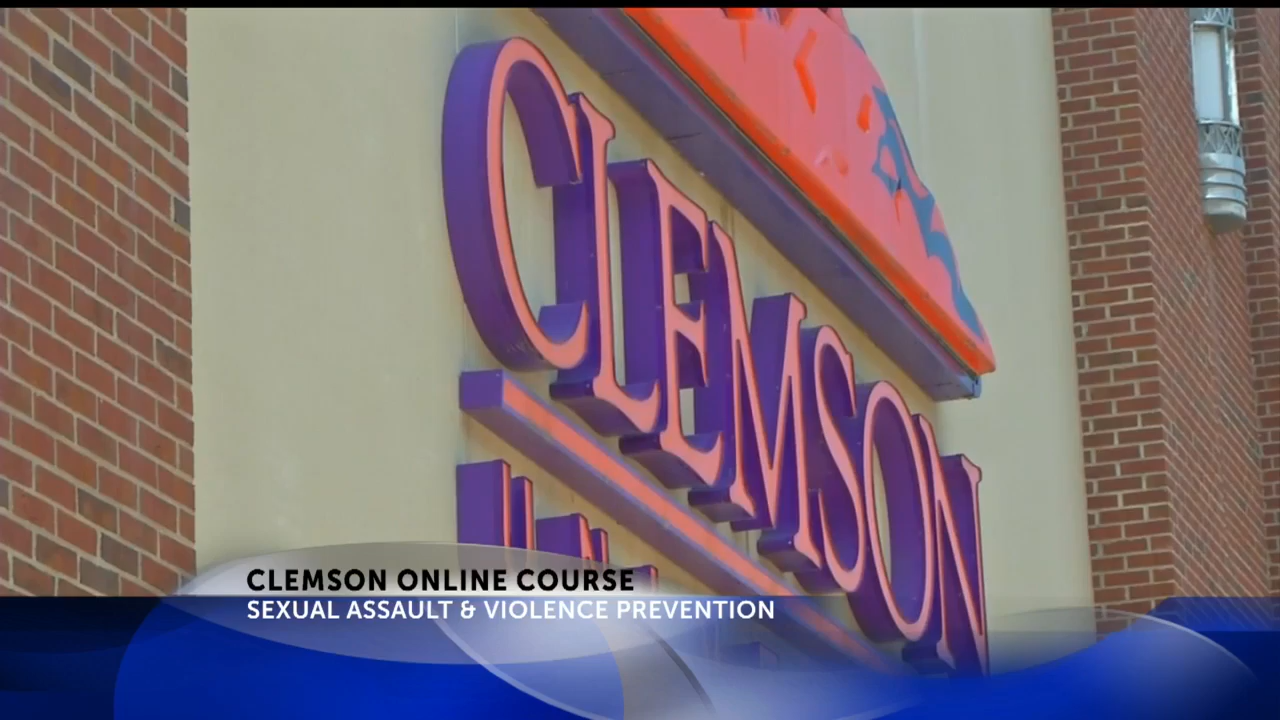 CLEMSON
CLEMSON ONLINE COURSE
SEXUAL ASSAULT & VIOLENCE PREVENTION